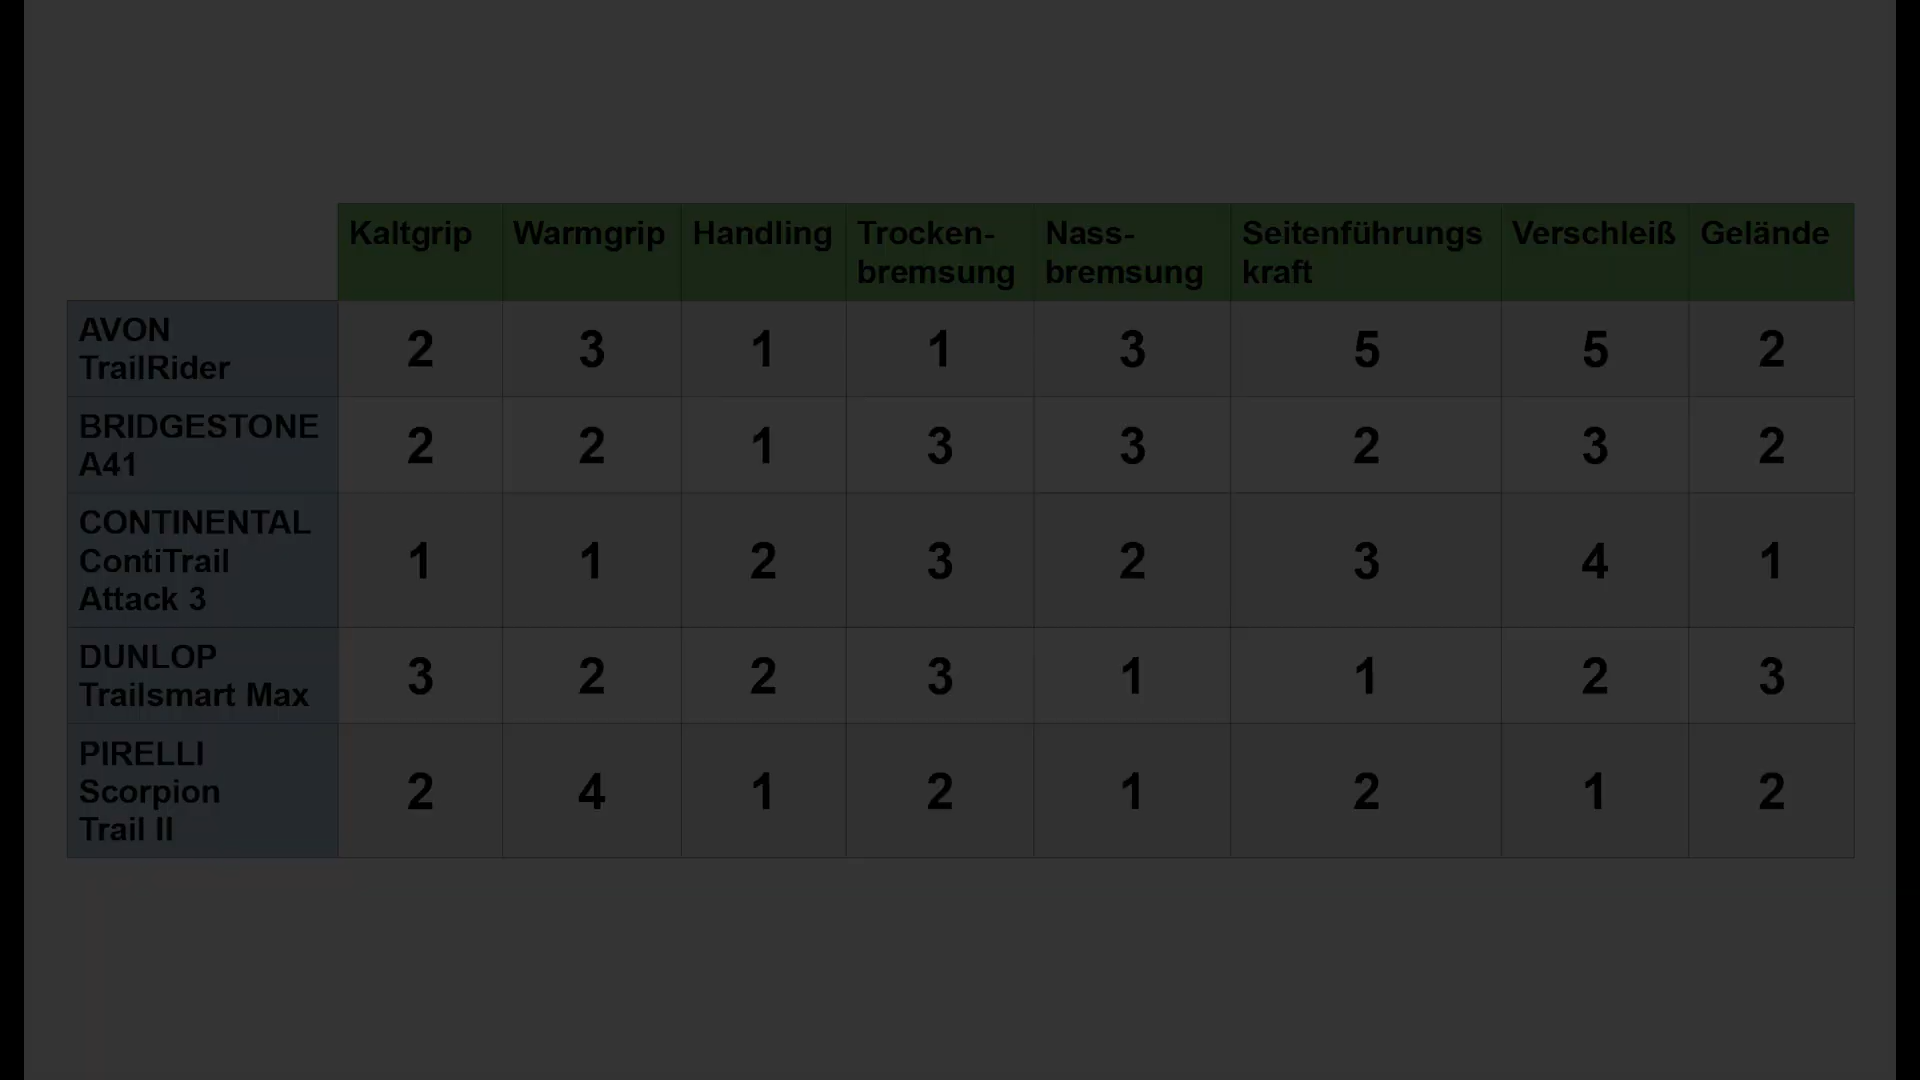 Kaltgrip Warmgrip Handling Trocken- Nass- Seitenführungs Verschleiß Gelände
bremsung bremsung kraft
AVON
TrailRider
2 3 1 1 3 5 5 2
BRIDGESTONE
A41
2 2 1 3 3 2 3 2
CONTINENTAL
ContiTrail
Attack 3
1 1 2 3 2 3 4 1
DUNLOP
Trailsmart Max
3 2 2 3 1 1 2 3
PIRELLI
Scorpion
Trail II
2 4 1 2 1 2 1 2